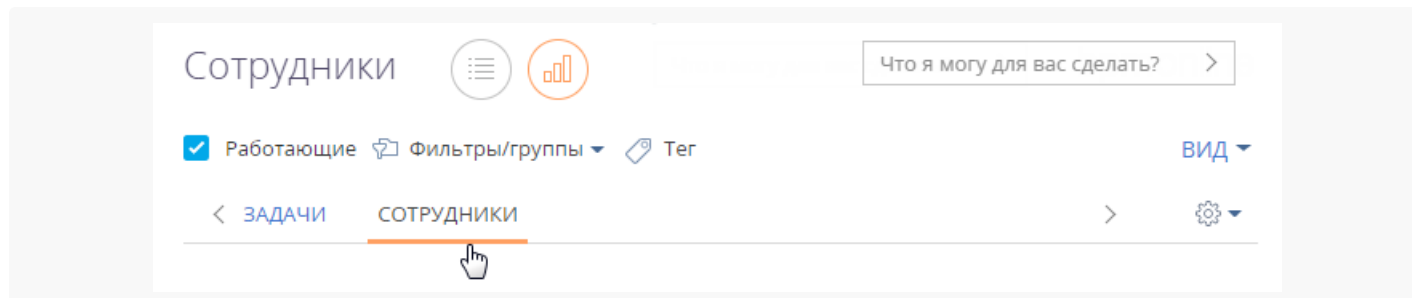 Сотрудники Что я могу для вас сделать?
Работающие Фильтры/группы Тег ВИД
ЗАДАЧИ СОТРУДНИКИ